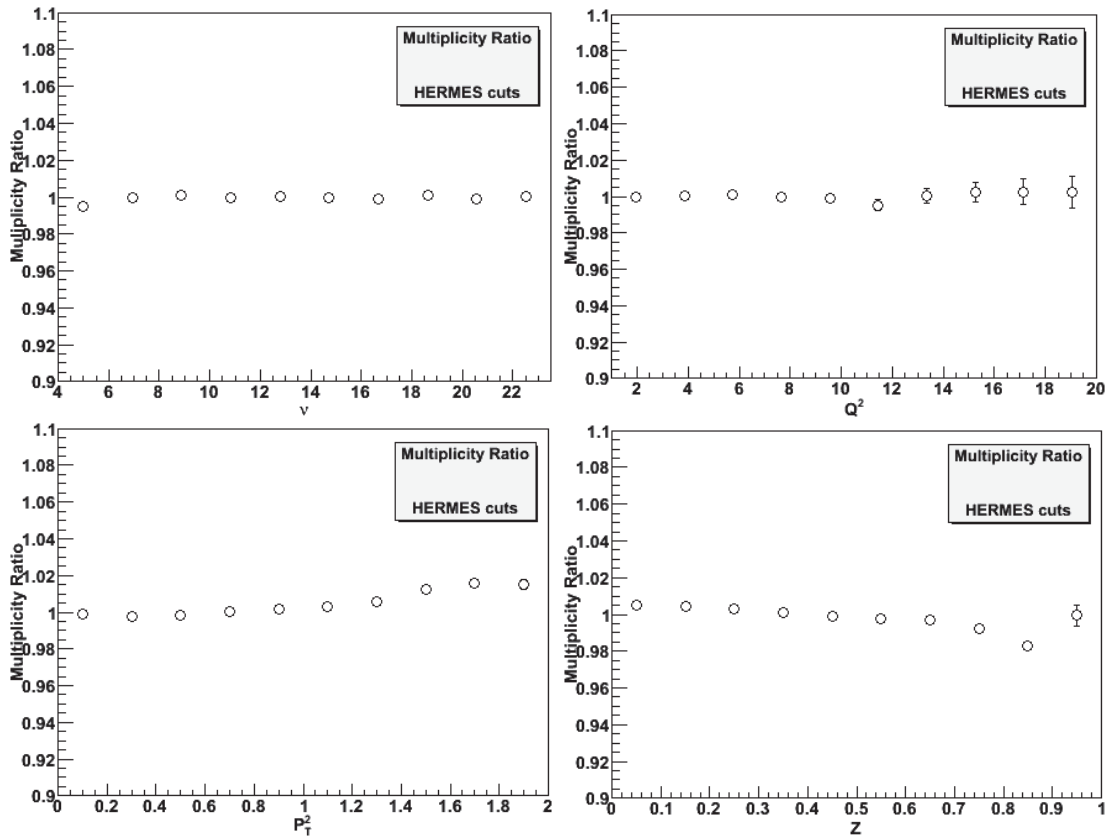 Muliplicity Ratio
1.1
1.08
1.06
1.04
1.02
1
0.98
0.96
0.94
0.92
0.9
Multiplicity Ratio
HERMES cuts
4 6 8 10 12 14 16 18 20 22
ν
Multiplicity Ratio
1.1
1.08
1.06
1.04
1.02
1
0.98
0.96
0.94
0.92
0.9
Multiplicity Ratio
HERMES cuts
2 4 6 8 10 12 14 16 18 20
Q²
Multiplicity Ratio
1.1
1.08
1.06
1.04
1.02
1
0.98
0.96
0.94
0.92
0.9
Multiplicity Ratio
HERMES cuts
0 0.2 0.4 0.6 0.8 1 1.2 1.4 1.6 1.8 2
P_T^2
Multiplicity Ratio
1.1
1.08
1.06
1.04
1.02
1
0.98
0.96
0.94
0.92
0.9
Multiplicity Ratio
HERMES cuts
0 0.1 0.2 0.3 0.4 0.5 0.6 0.7 0.8 0.9 1
Z